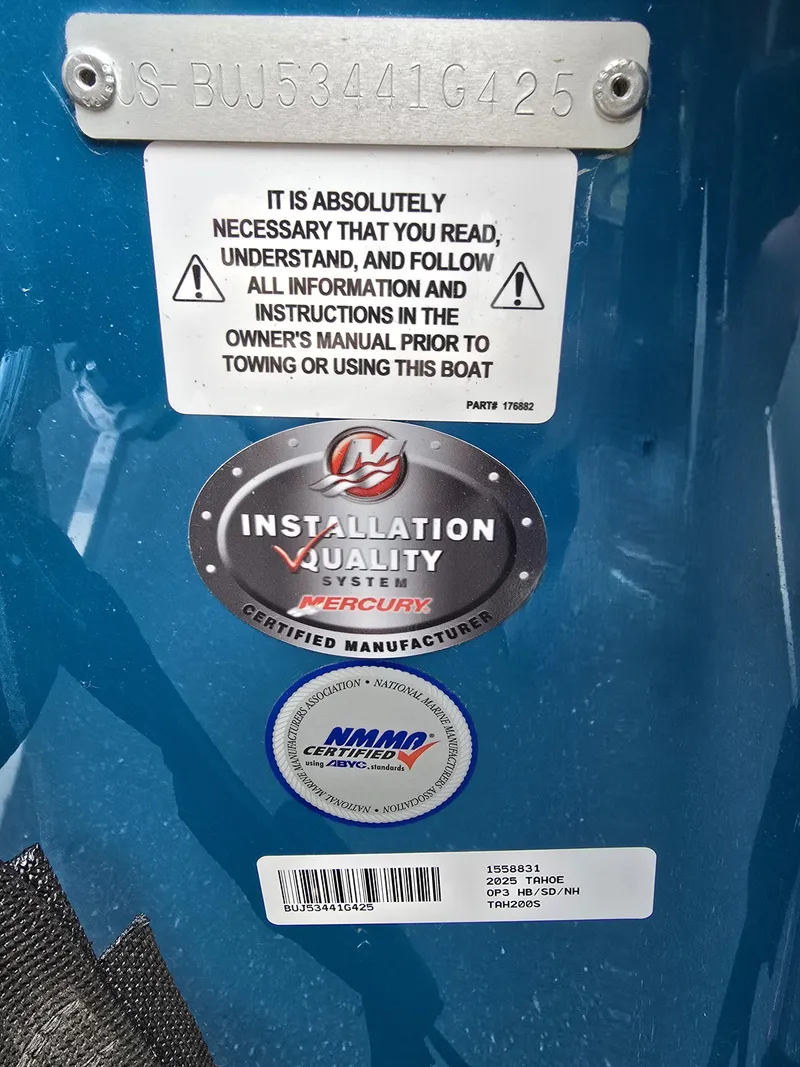 US-BUJ53441G425
IT IS ABSOLUTELY
NECESSARY THAT YOU READ,
UNDERSTAND, AND FOLLOW
ALL INFORMATION AND
INSTRUCTIONS IN THE
OWNER'S MANUAL PRIOR TO
TOWING OR USING THIS BOAT
PART# 176882
INSTALLATION
QUALITY
SYSTEM
MERCURY
CERTIFIED MANUFACTURER
NATIONAL MARINE MANUFACTURERS ASSOCIATION • NATIONAL MARINE MANUFACTURERS ASSOCIATION •
NMMA®
CERTIFIED
using ABYC. standards
1558831
2025 TAHOE
OP3 HB/SD/NH
TAH200S
BUJ53441G425